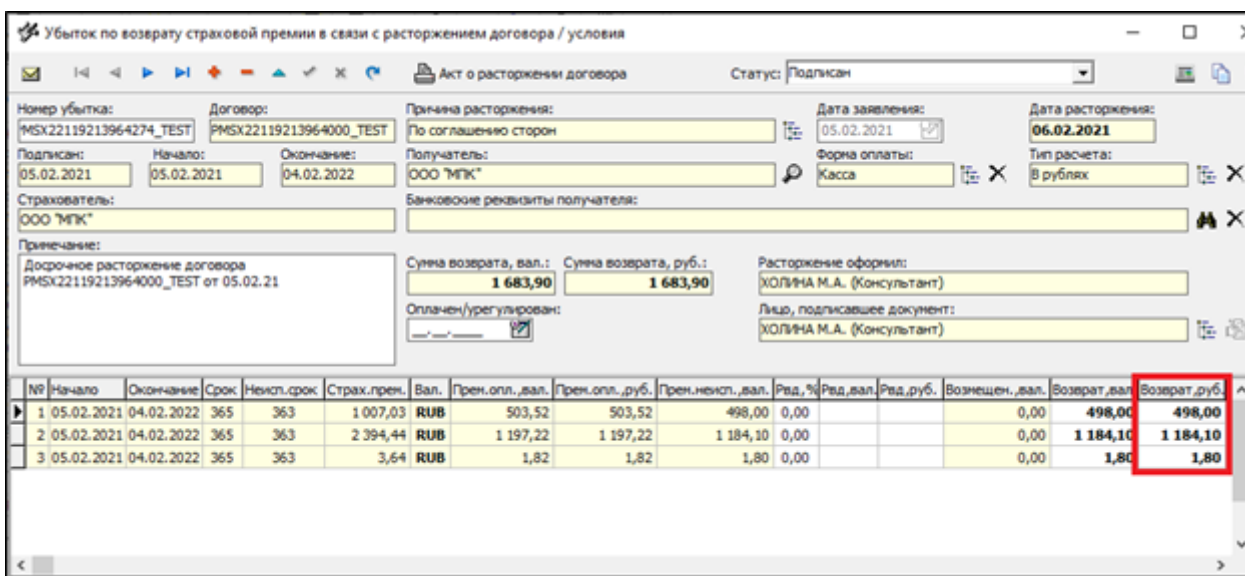 Убыток по возврату страховой премии в связи с расторжением договора / условия
Акт о расторжении договора Статус: Подписан
Номер убытка: Договор: Причина расторжения: Дата заявления: Дата расторжения:
MSX22119213964274_TEST PMSX22119213964000_TEST По соглашению сторон 05.02.2021 06.02.2021
Подписан: Начало: Окончание: Получатель: Форма оплаты: Тип расчета:
05.02.2021 05.02.2021 04.02.2022 ООО "МПК" Касса В рублях
Страхователь: Банковские реквизиты получателя:
ООО "МПК"
Примечание:
Досрочное расторжение договора
PMSX22119213964000_TEST от 05.02.21
Сумма возврата, вал.: Сумма возврата, руб.: Расторжение оформил:
1 683,90 1 683,90 ХОЛИНА М.А. (Консультант)
Оплачен/урегулирован: Лицо, подписавшее документ:
__.__.____ ХОЛИНА М.А. (Консультант)
№ Начало Окончание Срок Неисп.срок Страх.прем. Вал. Прем.опл.,вал. Прем.опл.,руб. Прем.неисп.,вал. Рвд,% Рвд,вал. Рвд,руб. Возмещен.,вал. Возврат,вал Возврат,руб.
1 05.02.2021 04.02.2022 365 363 1 007,03 RUB 503,52 503,52 498,00 0,00 0,00 498,00 498,00
2 05.02.2021 04.02.2022 365 363 2 394,44 RUB 1 197,22 1 197,22 1 184,10 0,00 0,00 1 184,10 1 184,10
3 05.02.2021 04.02.2022 365 363 3,64 RUB 1,82 1,82 1,80 0,00 0,00 1,80 1,80